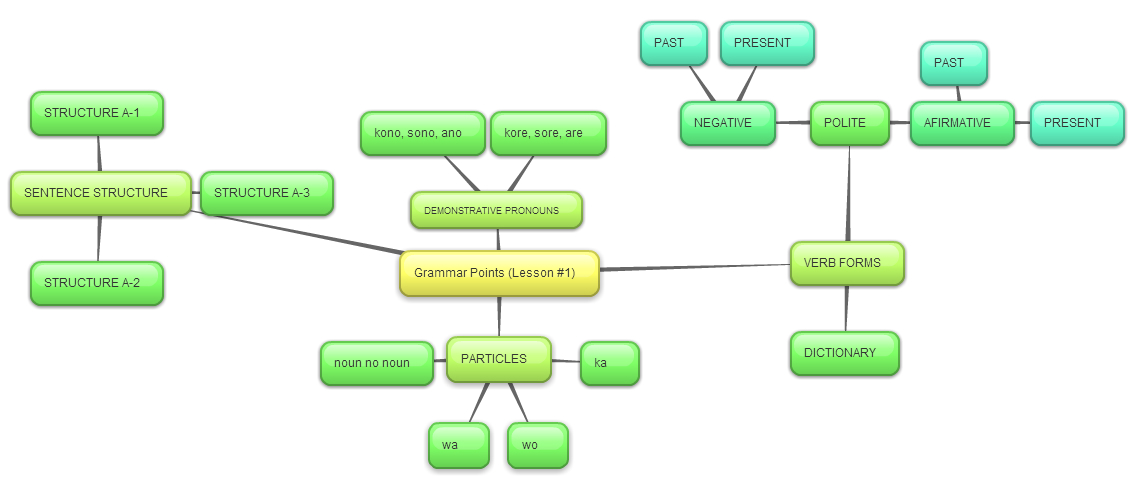 PAST
PRESENT
PAST
STRUCTURE A-1
kono, sono, ano
kore, sore, are
NEGATIVE
POLITE
AFIRMATIVE
PRESENT
SENTENCE STRUCTURE
STRUCTURE A-3
DEMONSTRATIVE PRONOUNS
Grammar Points (Lesson #1)
VERB FORMS
STRUCTURE A-2
noun no noun
PARTICLES
ka
DICTIONARY
wa
wo